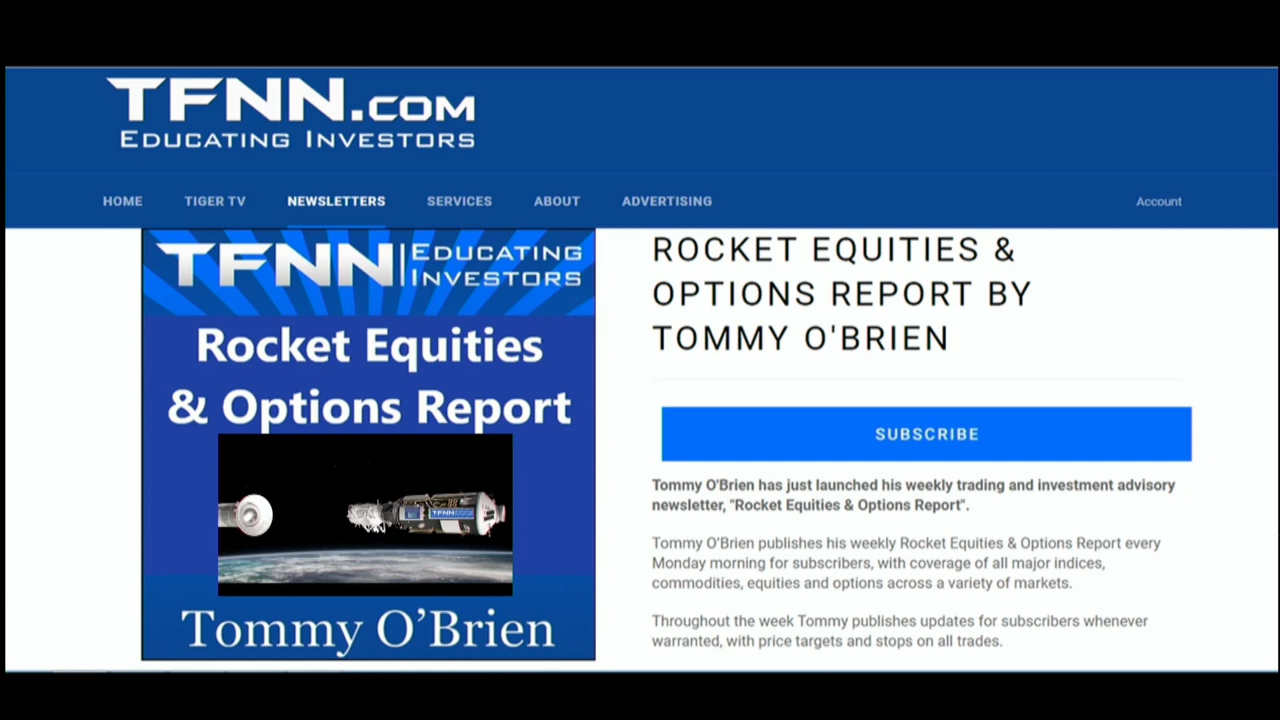 TFNN.COM
EDUCATING INVESTORS
HOME TIGER TV NEWSLETTERS SERVICES ABOUT ADVERTISING Account
TFNN EDUCATING
INVESTORS
Rocket Equities
& Options Report
TFNN
Tommy O’Brien
ROCKET EQUITIES &
OPTIONS REPORT BY
TOMMY O'BRIEN
SUBSCRIBE
Tommy O'Brien has just launched his weekly trading and investment advisory
newsletter, "Rocket Equities & Options Report".
Tommy O'Brien publishes his weekly Rocket Equities & Options Report every
Monday morning for subscribers, with coverage of all major indices,
commodities, equities and options across a variety of markets.
Throughout the week Tommy publishes updates for subscribers whenever
warranted, with price targets and stops on all trades.